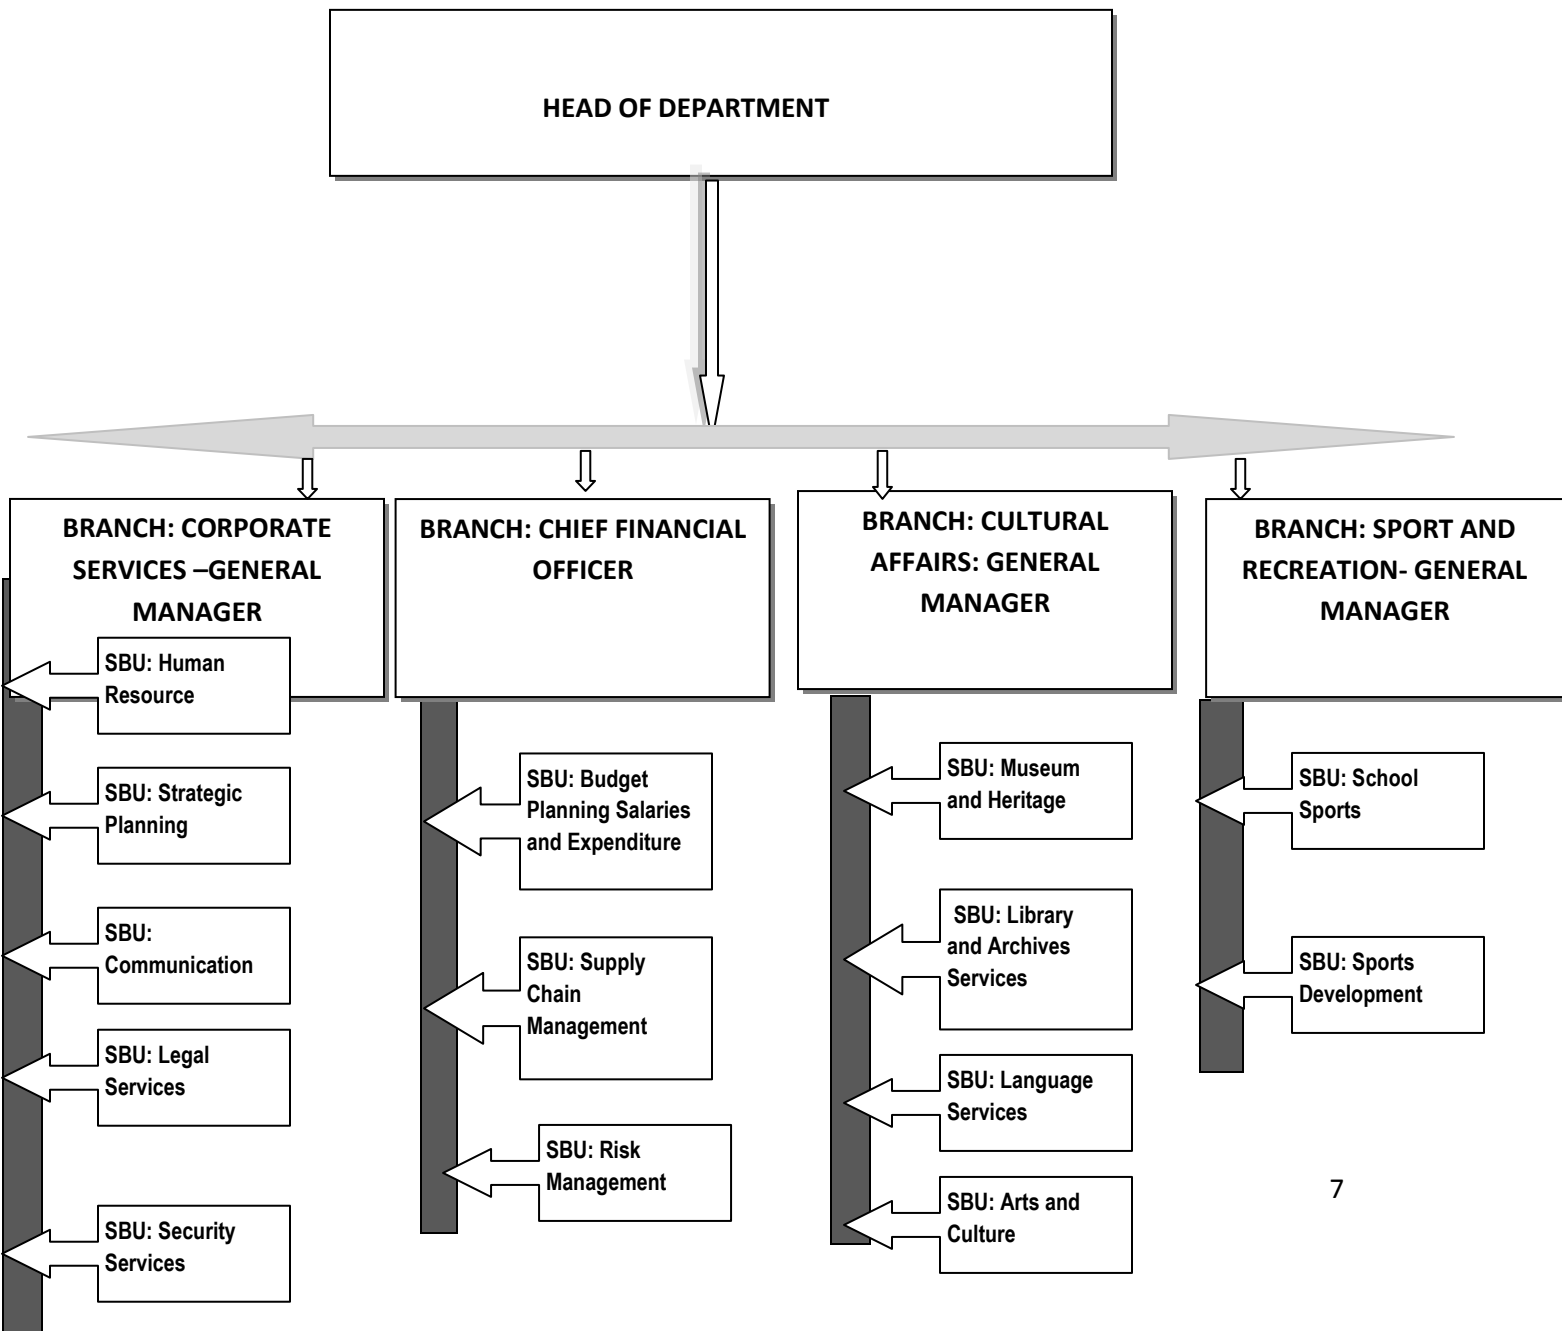 HEAD OF DEPARTMENT
BRANCH: CORPORATE
SERVICES –GENERAL
MANAGER
SBU: Human
Resource
SBU: Strategic
Planning
SBU:
Communication
SBU: Legal
Services
SBU: Security
Services
BRANCH: CHIEF FINANCIAL
OFFICER
SBU: Budget
Planning Salaries
and Expenditure
SBU: Supply
Chain
Management
SBU: Risk
Management
BRANCH: CULTURAL
AFFAIRS: GENERAL
MANAGER
SBU: Museum
and Heritage
SBU: Library
and Archives
Services
SBU: Language
Services
SBU: Arts and
Culture
BRANCH: SPORT AND
RECREATION- GENERAL
MANAGER
SBU: School
Sports
SBU: Sports
Development
7